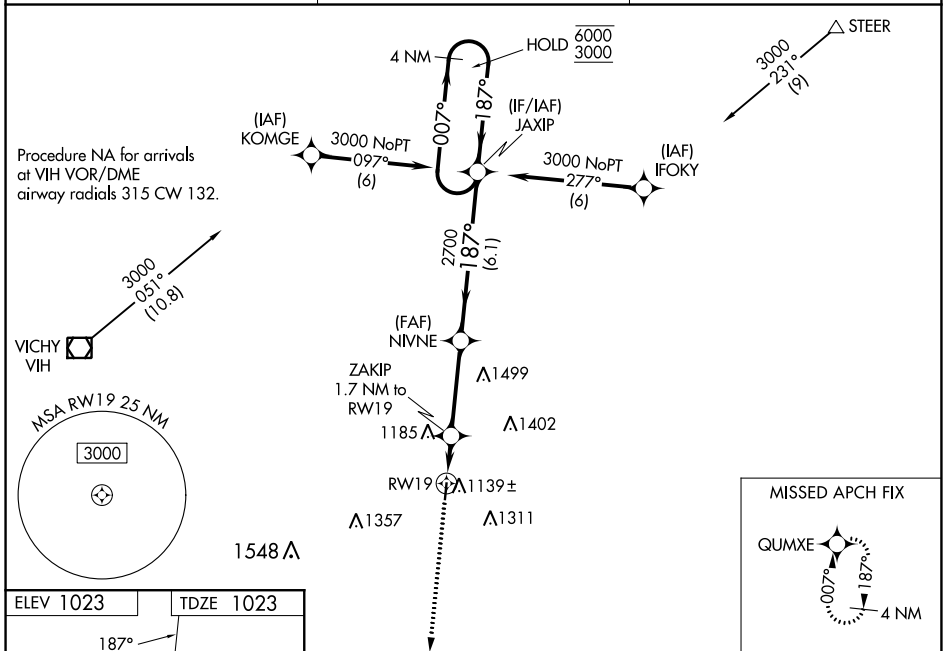 STEER
3000
231°
(9)
HOLD 6000
3000
4 NM
007°
187°
(IF/IAF)
JAXIP
(IAF)
KOMGE
3000 NoPT
097°
(6)
3000 NoPT
277°
(6)
(IAF)
IFOKY
Procedure NA for arrivals
at VIH VOR/DME
airway radials 315 CW 132.
3000
051°
(10.8)
VICHY
VIH
2700
187°
(6.1)
(FAF)
NIVNE
ZAKIP
1.7 NM to
RW19
1499
1402
1185
RW19
1139±
1357
1311
1548
MSA RW19 25 NM
3000
MISSED APCH FIX
QUMXE
007°
187°
4 NM
ELEV 1023
TDZE 1023
187°